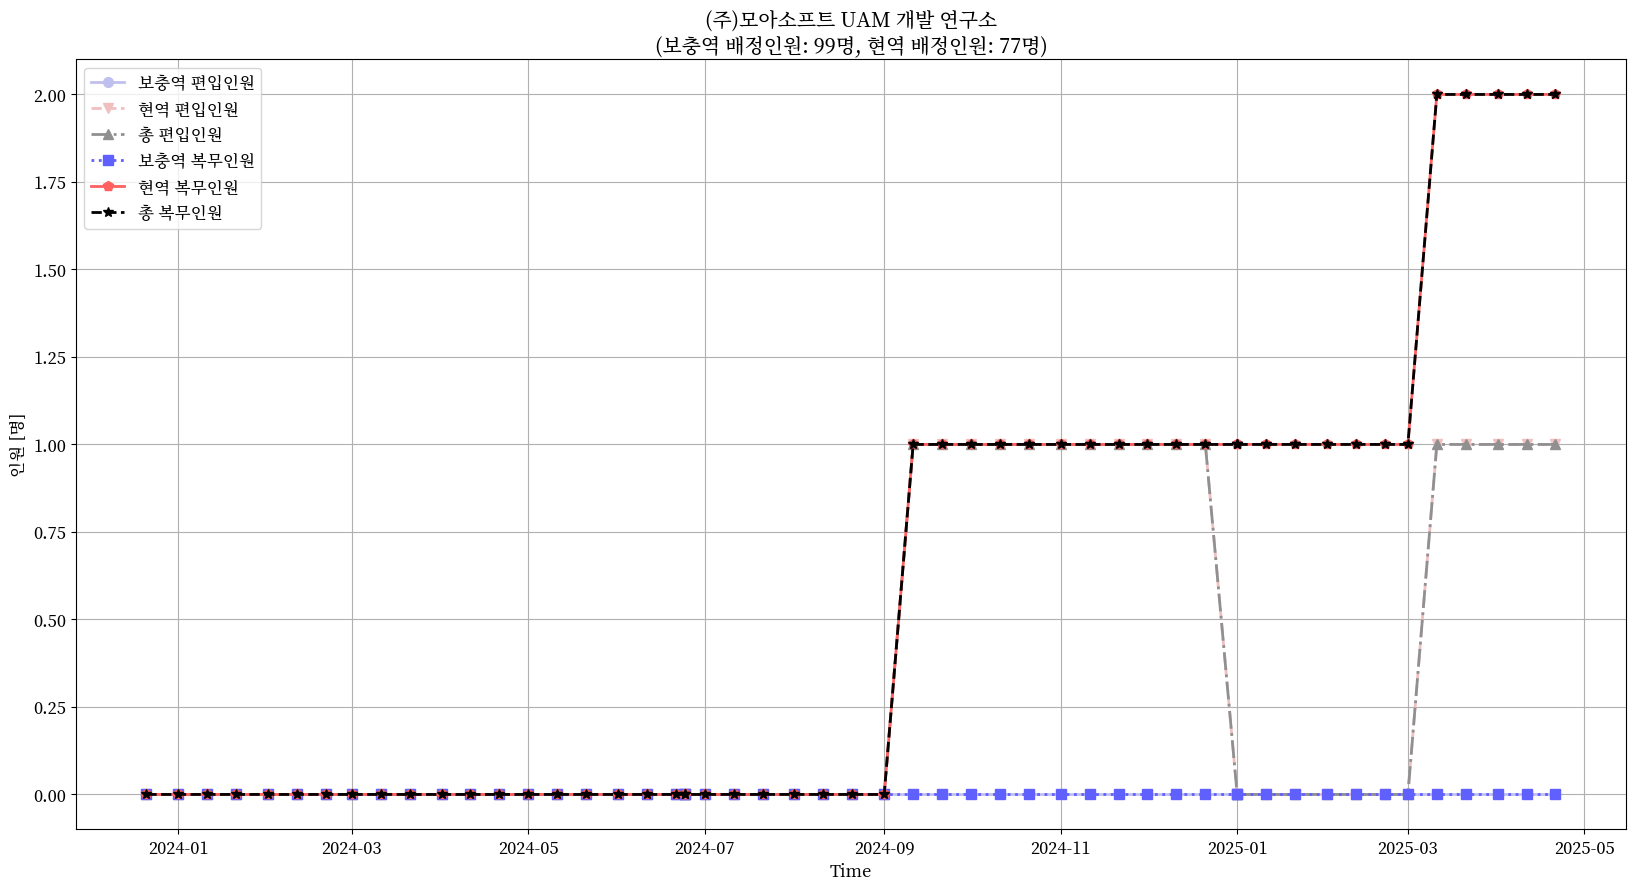 (주)모아소프트 UAM 개발 연구소
(보충역 배정인원: 99명, 현역 배정인원: 77명)
보충역 편입인원
현역 편입인원
총 편입인원
보충역 복무인원
현역 복무인원
총 복무인원
2.00
1.75
1.50
1.25
1.00
0.75
0.50
0.25
0.00
인원 [명]
2024-01
2024-03
2024-05
2024-07
2024-09
2024-11
2025-01
2025-03
2025-05
Time